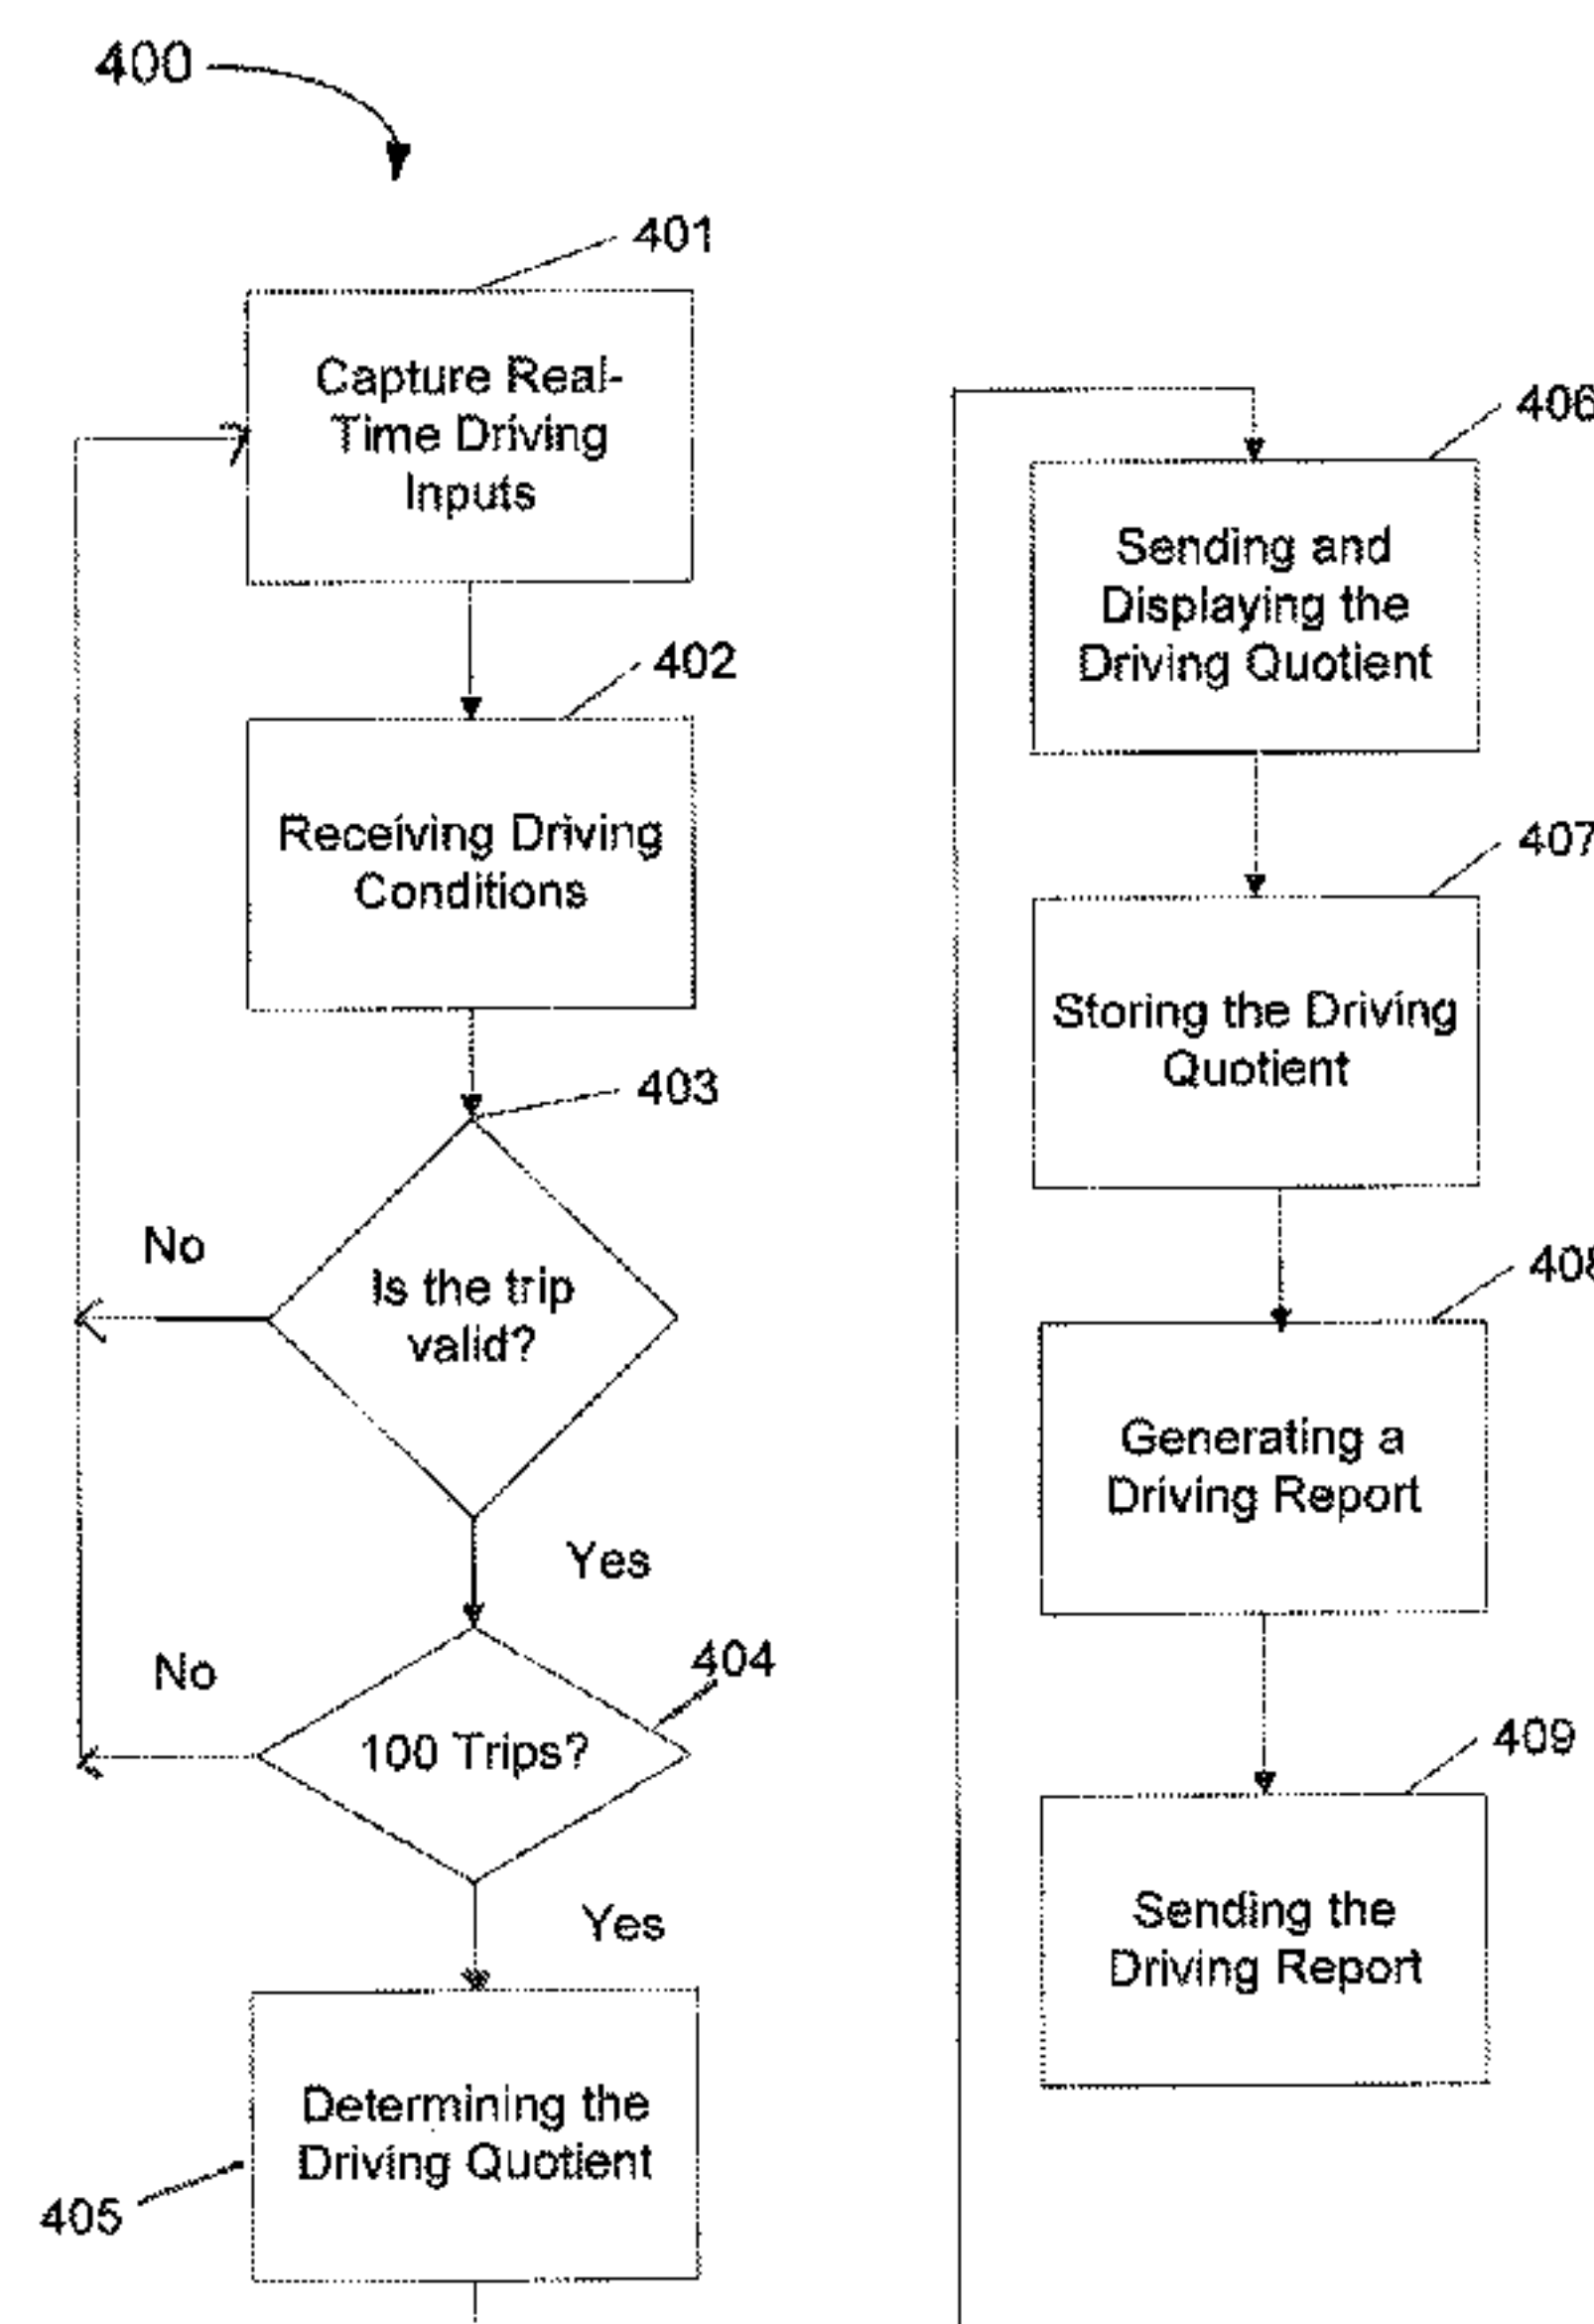 400
401
Capture Real-
Time Driving
Inputs
402
Receiving Driving
Conditions
403
No
Is the trip
valid?
Yes
404
No
100 Trips?
Yes
Determining the
Driving Quotient
405
406
Sending and
Displaying the
Driving Quotient
407
Storing the Driving
Quotient
408
Generating a
Driving Report
409
Sending the
Driving Report